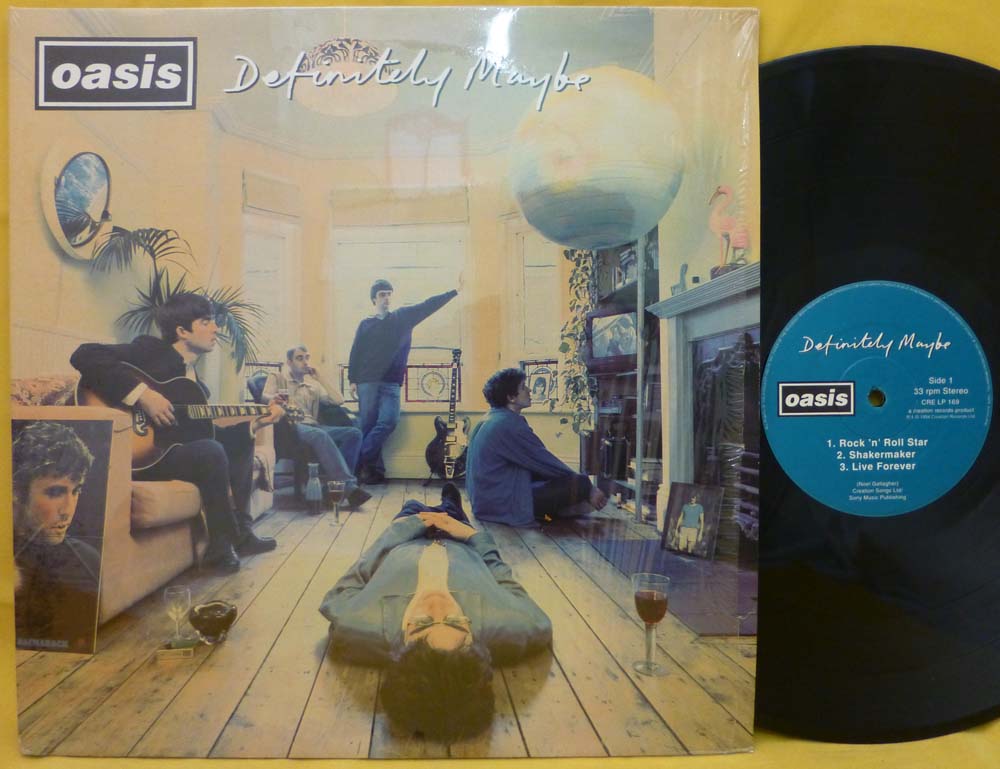 oasis
Definitely Maybe
BACHARACH
Definitely Maybe
oasis
Side 1
33 rpm Stereo
CRE LP 169
a creation records product
1. Rock 'n' Roll Star
2. Shakermaker
3. Live Forever
(Noel Gallagher)
Creation Songs Ltd/
Sony Music Publishing